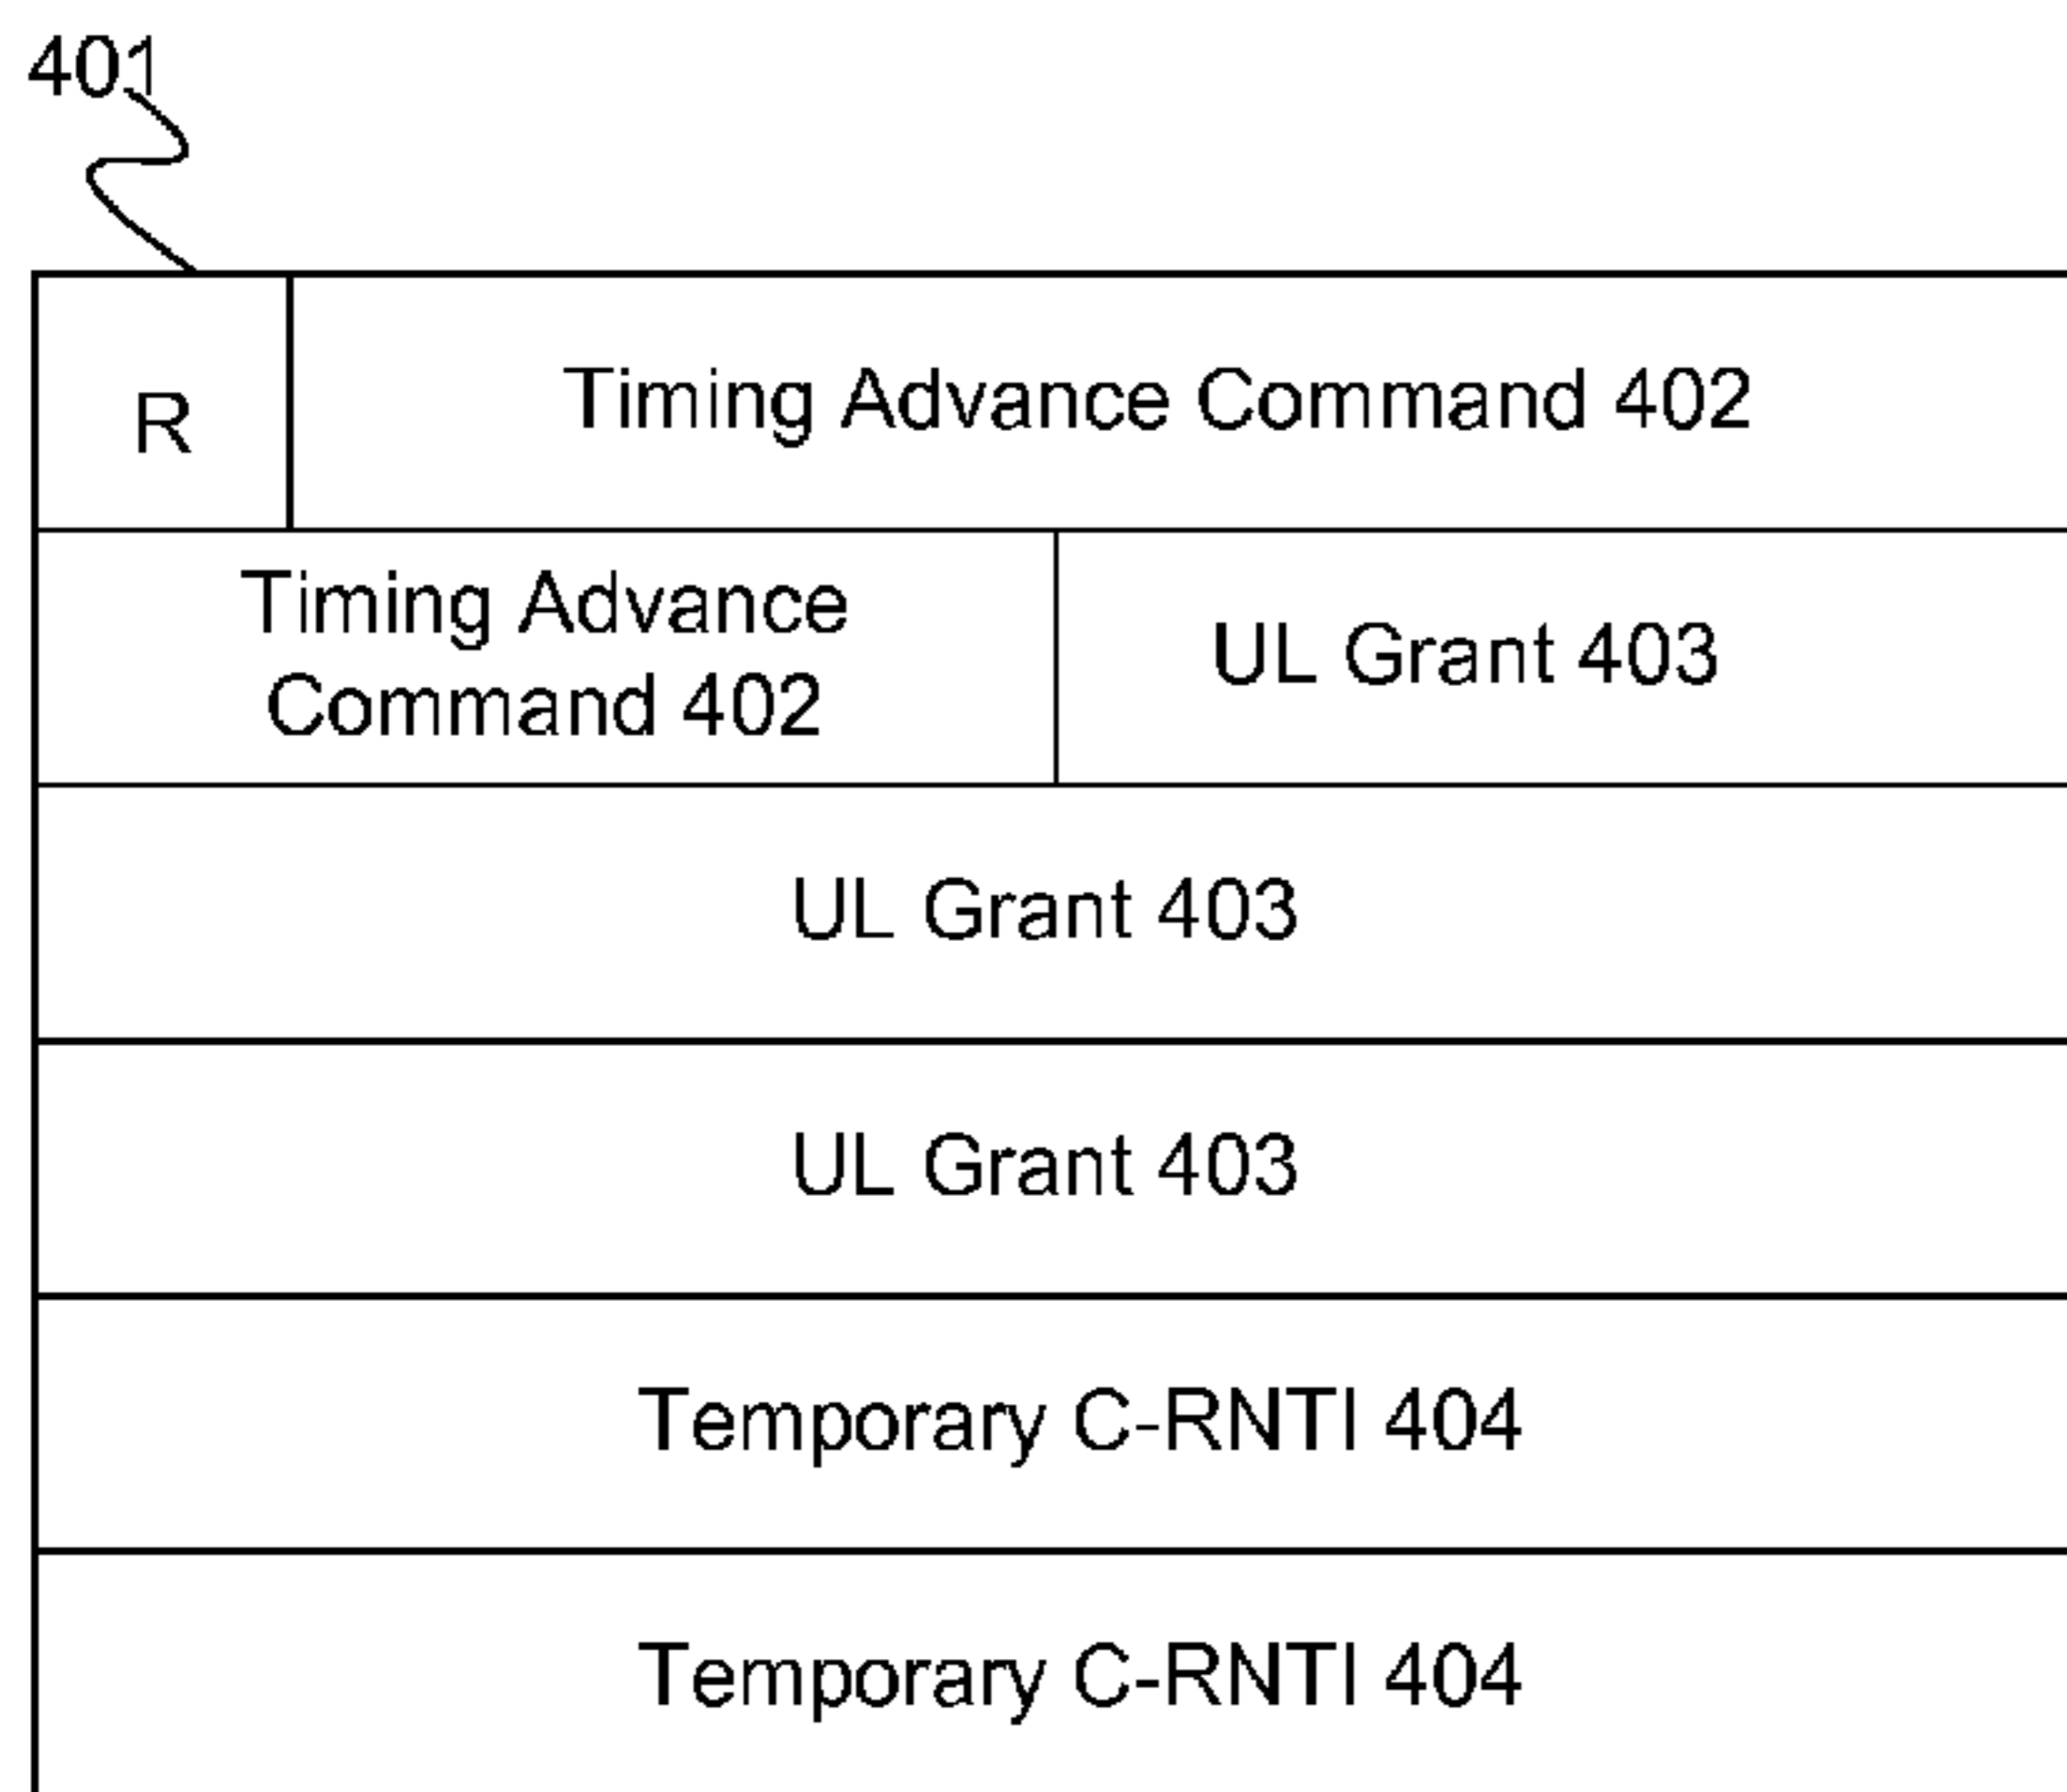 401
R
Timing Advance Command 402
Timing Advance
Command 402
UL Grant 403
UL Grant 403
UL Grant 403
Temporary C-RNTI 404
Temporary C-RNTI 404